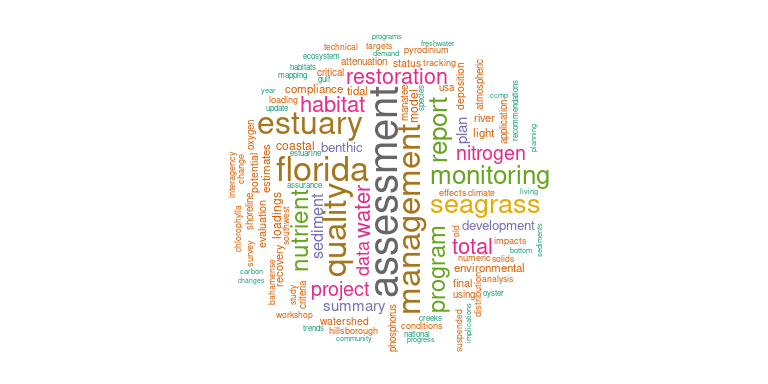 programs
freshwater
technical
targets
pyrodinium
demand
ecosystem
attenuation
status
tracking
habitats
critical
gulf
restoration
mapping
species
usa
deposition
atmospheric
year
compliance
tidal
manatee
model
ccmp
recommendations
loading
habitat
update
estuary
report
plan
river
application
planning
oxygen
coastal
benthic
light
estuarine
nitrogen
interagency
change
potential
estimates
florida
assessment
management
monitoring
assurance
effects
climate
living
shoreline
nutrient
sediment
quality
water
data
seagrass
chlorophylla
survey
evaluation
loadings
southwest
development
old
total
impacts
bottom
sediments
numeric
solids
environmental
carbon
changes
bahamense
recovery
study
criteria
project
program
final
using
analysis
distribution
oyster
summary
workshop
watershed
phosphorus
creeks
conditions
trends
hillsborough
national
community
progress
suspended
implications